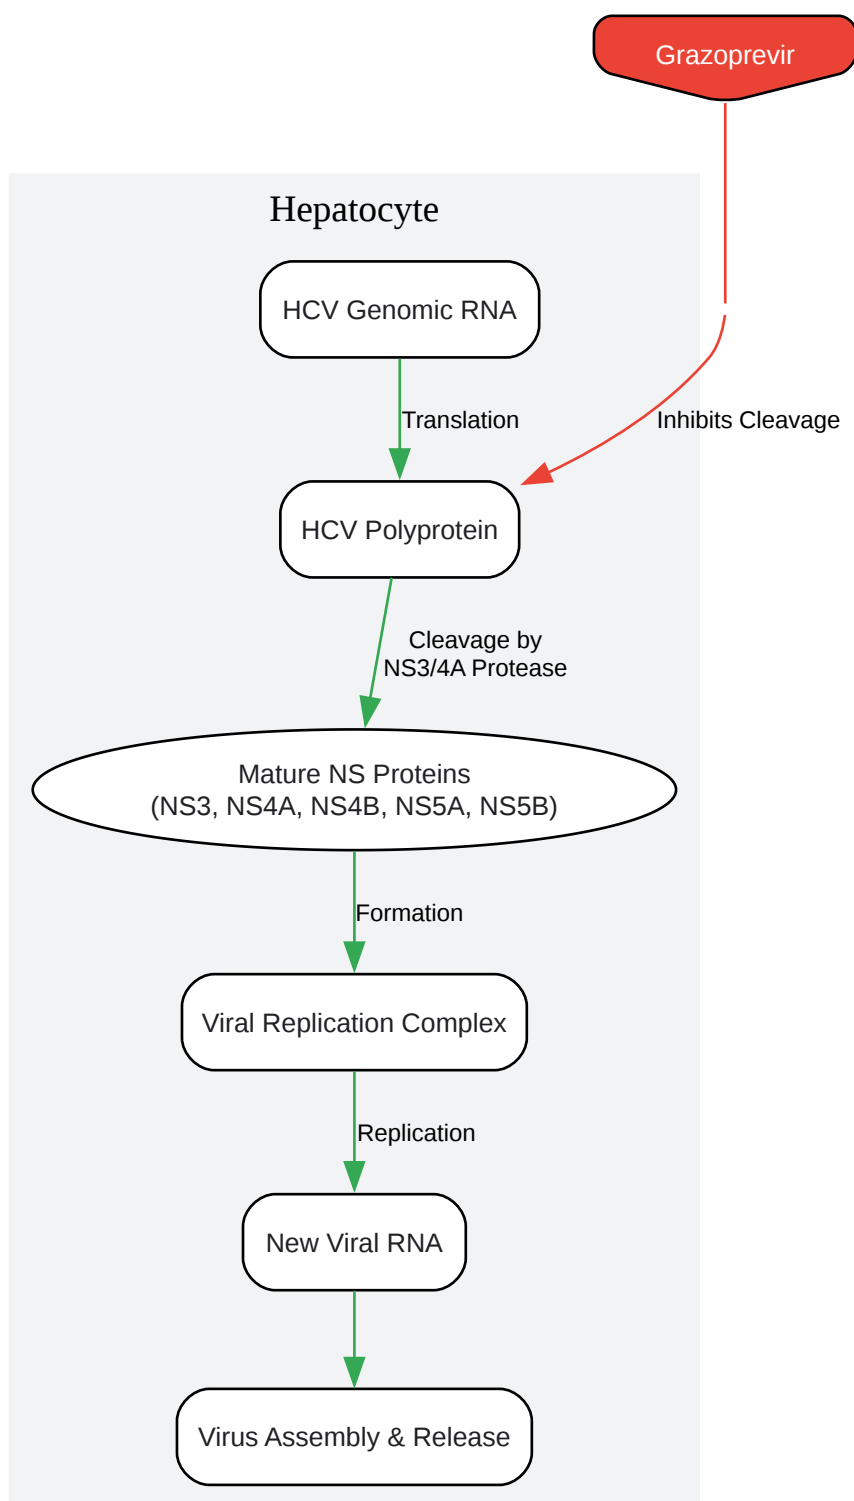 Grazoprevir
Hepatocyte
HCV Genomic RNA
Translation
Inhibits Cleavage
HCV Polyprotein
Cleavage by
NS3/4A Protease
Mature NS Proteins
(NS3, NS4A, NS4B, NS5A, NS5B)
Formation
Viral Replication Complex
Replication
New Viral RNA
Virus Assembly & Release